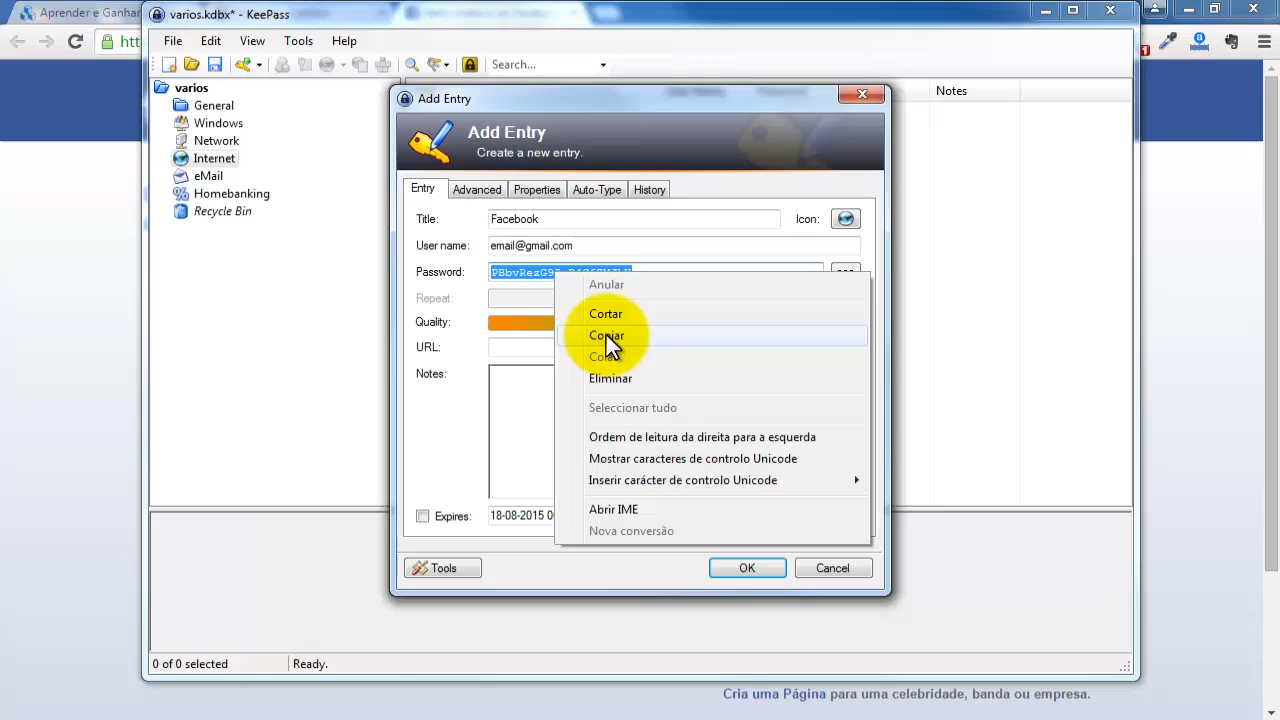 Aprender e Ganhar
varios.kdbx* - KeePass
File Edit View Tools Help
Search...
varios
General
Windows
Network
Internet
eMail
Homebanking
Recycle Bin
Notes
Add Entry
Add Entry
Create a new entry.
Entry Advanced Properties Auto-Type History
Title: Facebook Icon:
User name: email@gmail.com
Password:
Repeat:
Quality:
URL:
Notes:
Expires: 18-08-2015
Anular
Cortar
Copiar
Eliminar
Seleccionar tudo
Ordem de leitura da direita para a esquerda
Mostrar caracteres de controlo Unicode
Inserir carácter de controlo Unicode
Abrir IME
Nova conversão
Tools OK Cancel
0 of 0 selected Ready.
Cria uma Página para uma celebridade, banda ou empresa.